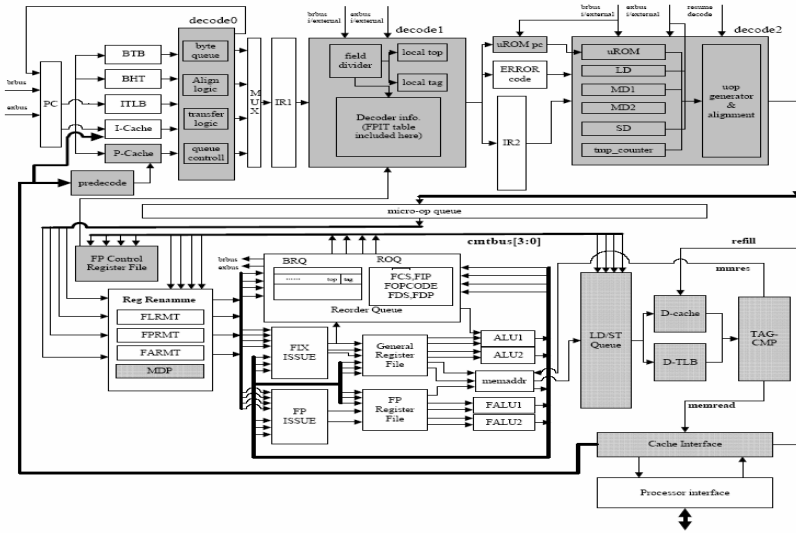 brbus
i/external
exbus
i/external
brbus
i/external
exbus
i/external
resume
decode
decode0
decode1
decode2
BTB
BHT
ITLB
I-Cache
P-Cache
predecode
brbus
exbus
PC
byte
queue
Align
logic
transfer
logic
queue
controll
MUX
IR1
field
divider
local top
local tag
Decoder info.
(FPIT table
included here)
uROM pc
ERROR
code
IR2
uROM
LD
MD1
MD2
SD
tmp_counter
uop
generator
&
alignment
micro-op queue
cmtbus[3:0]
refill
mmres
FP Control
Register File
Reg Renamne
FLRMT
FPRMT
FARMT
MDP
brbus
exbus
BRQ
ROQ
......
top
tag
FCS,FIP
FOPCODE
FDS,FDP
Reorder Queue
FIX
ISSUE
FP
ISSUE
General
Register
File
FP
Register
File
ALU1
ALU2
memaddr
FALU1
FALU2
LD/ST
Queue
D-cache
D-TLB
TAG-
CMP
memread
Cache Interface
Processor interface